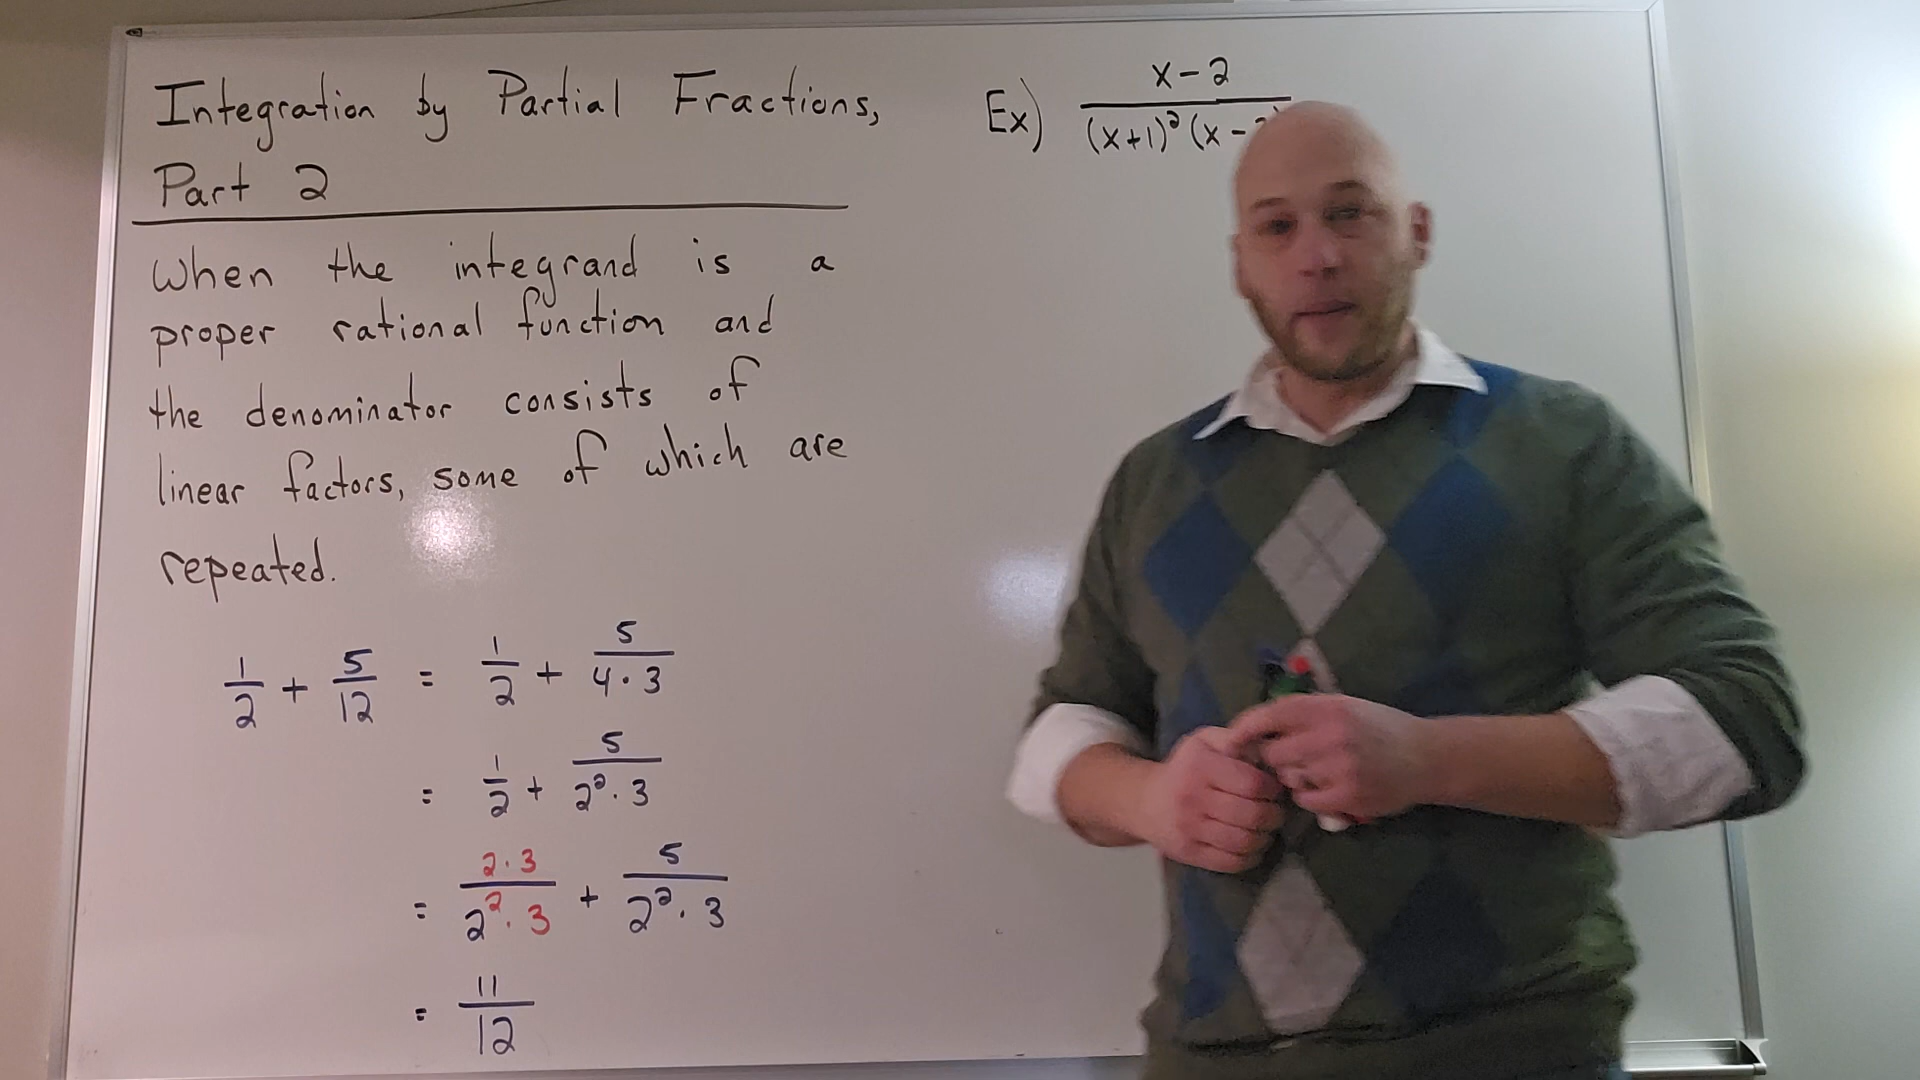 Integration by Partial Fractions,
Part 2
When the integrand is a
proper rational function and
the denominator consists of
linear factors, some of which are
repeated.
1/2 + 5/12 = 1/2 + 5/(4·3)
= 1/2 + 5/(2²·3)
= (2·3)/(2²·3) + 5/(2²·3)
= 11/12
Ex) x-2
(x+1)²(x-